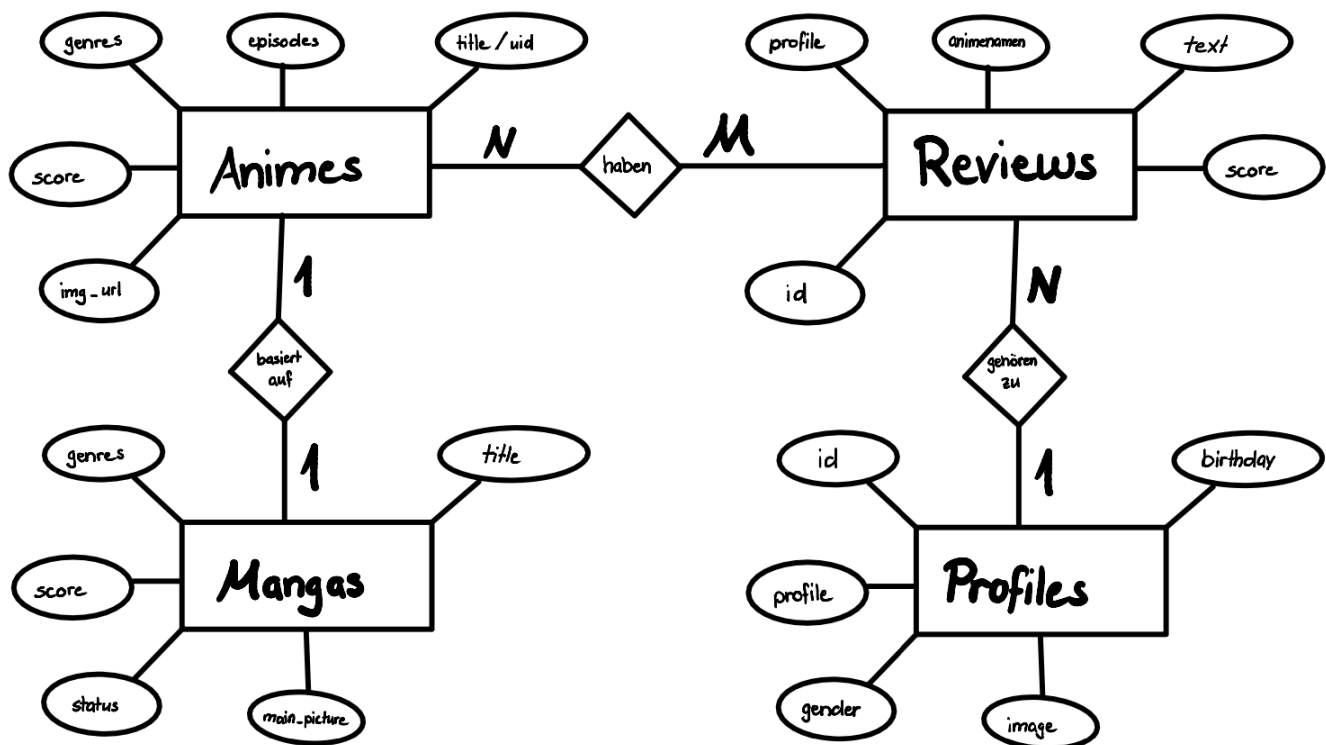 genres
episodes
title / uid
profile
animenamen
text
score
Animes
N
haben
M
Reviews
score
img_url
id
1
N
basiert
auf
gehören
zu
genres
1
title
id
1
birthday
score
Mangas
profile
Profiles
status
main_picture
gender
image